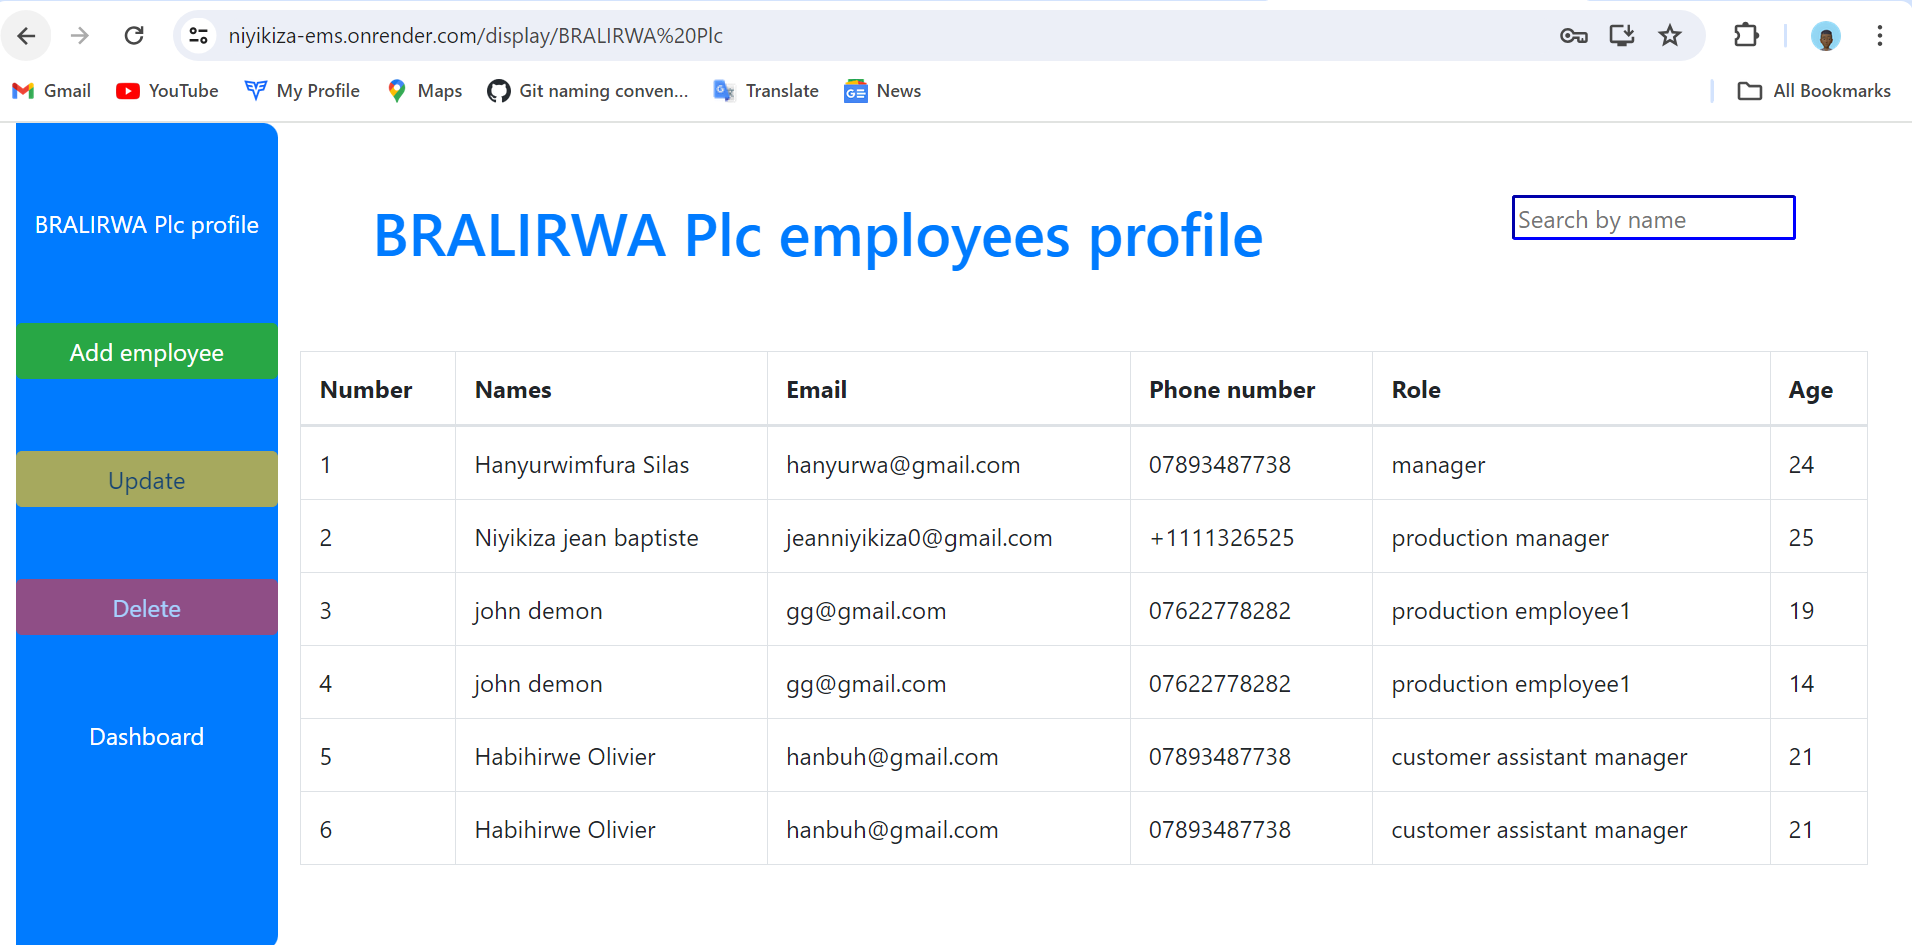 niyikiza-ems.onrender.com/display/BRALIRWA%20Plc
Gmail YouTube My Profile Maps Git naming conven... Translate News All Bookmarks
BRALIRWA Plc profile
Add employee
Update
Delete
Dashboard
BRALIRWA Plc employees profile
Search by name
Number Names Email Phone number Role Age
1 Hanyurwimfura Silas hanyurwa@gmail.com 07893487738 manager 24
2 Niyikiza jean baptiste jeanniyikiza0@gmail.com +1111326525 production manager 25
3 john demon gg@gmail.com 07622778282 production employee1 19
4 john demon gg@gmail.com 07622778282 production employee1 14
5 Habihirwe Olivier hanbuh@gmail.com 07893487738 customer assistant manager 21
6 Habihirwe Olivier hanbuh@gmail.com 07893487738 customer assistant manager 21